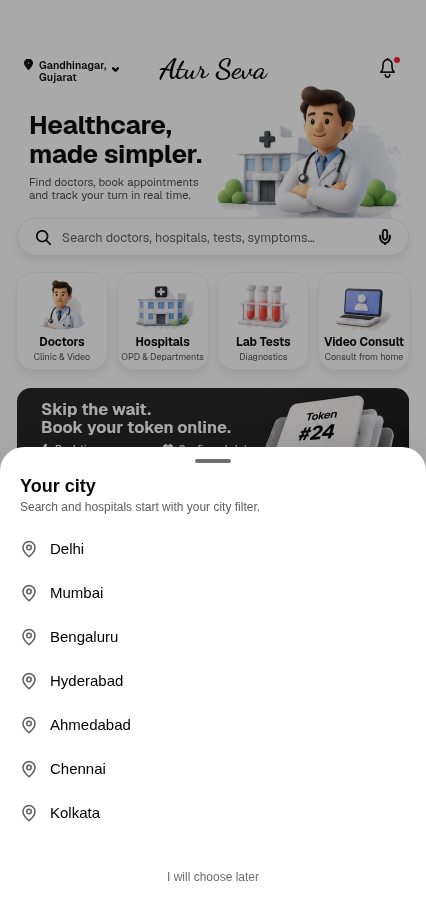 Gandhinagar,
Gujarat
Atur Seva
Healthcare,
made simpler.
Find doctors, book appointments
and track your turn in real time.
Search doctors, hospitals, tests, symptoms...
Doctors
Clinic & Video
Hospitals
OPD & Departments
Lab Tests
Diagnostics
Video Consult
Consult from home
Skip the wait.
Book your token online.
Token
#24
Your city
Search and hospitals start with your city filter.
Delhi
Mumbai
Bengaluru
Hyderabad
Ahmedabad
Chennai
Kolkata
I will choose later